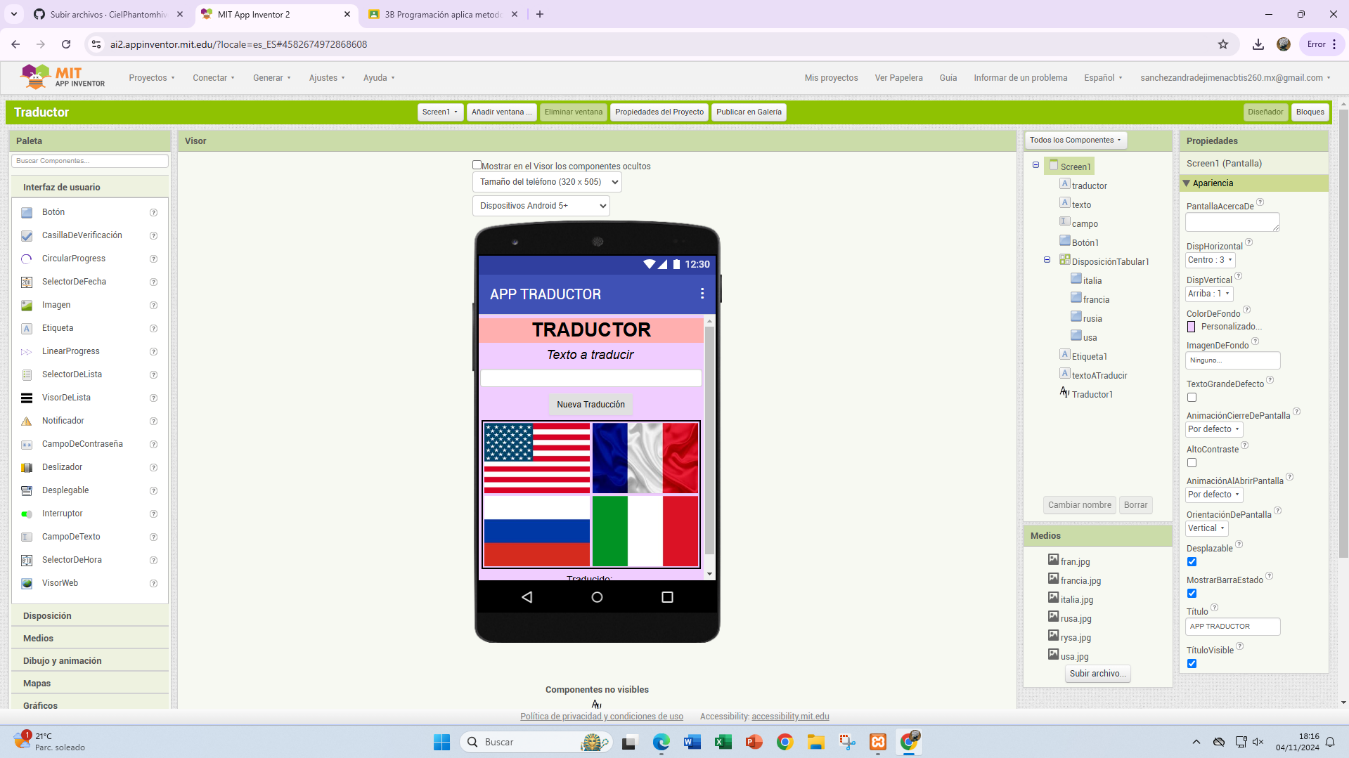 Subir archivos · CielPhantomhiv
MIT App Inventor 2
3B Programación aplica metodo
ai2.appinventor.mit.edu/?locale=es_ES#4582674972868608
Error
MIT
APP INVENTOR
Proyectos
Conectar
Generar
Ajustes
Ayuda
Mis proyectos
Ver Papelera
Guía
Informar de un problema
Español
sanchezandradejimenacbtis260.mx@gmail.com
Traductor
Screen1
Añadir ventana ...
Eliminar ventana
Propiedades del Proyecto
Publicar en Galería
Diseñador
Bloques
Paleta
Buscar Componentes...
Interfaz de usuario
Botón
CasillaDeVerificación
CircularProgress
SelectorDeFecha
Imagen
Etiqueta
LinearProgress
SelectorDeLista
VisorDeLista
Notificador
CampoDeContraseña
Deslizador
Desplegable
Interruptor
CampoDeTexto
SelectorDeHora
VisorWeb
Disposición
Medios
Dibujo y animación
Mapas
Gráficos
Visor
Mostrar en el Visor los componentes ocultos
Tamaño del teléfono (320 x 505)
Dispositivos Android 5+
12:30
APP TRADUCTOR
TRADUCTOR
Texto a traducir
Nueva Traducción
Traducido:
Componentes no visibles
Todos los Componentes
Screen1
traductor
texto
campo
Botón1
DisposiciónTabular1
italia
francia
rusia
usa
Etiqueta1
textoATraducir
Traductor1
Cambiar nombre
Borrar
Medios
fran.jpg
francia.jpg
italia.jpg
rusa.jpg
rysa.jpg
usa.jpg
Subir archivo...
Propiedades
Screen1 (Pantalla)
Apariencia
PantallaAcercaDe
DispHorizontal
Centro : 3
DispVertical
Arriba : 1
ColorDeFondo
Personalizado...
ImagenDeFondo
Ninguno...
TextoGrandeDefecto
AnimaciónCierreDePantalla
Por defecto
AltoContraste
AnimaciónAlAbrirPantalla
Por defecto
OrientaciónDePantalla
Vertical
Desplazable
MostrarBarraEstado
Título
APP TRADUCTOR
TítuloVisible
Política de privacidad y condiciones de uso
Accessibility: accessibility.mit.edu
1
21°C
Parc. soleado
Buscar
18:16
04/11/2024